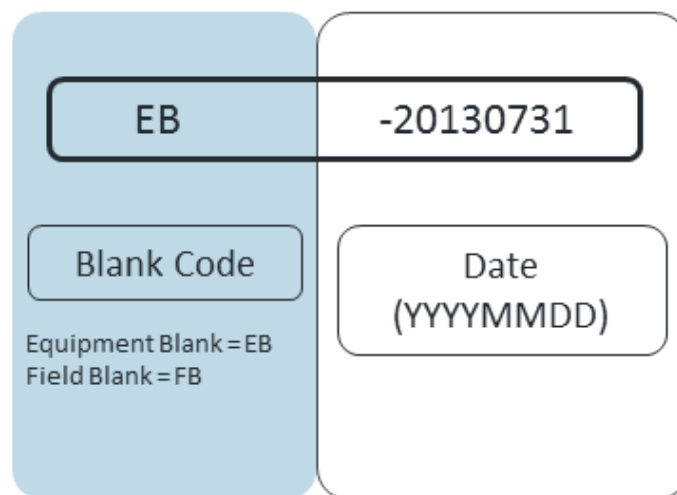 EB -20130731
Blank Code
Equipment Blank = EB
Field Blank = FB
Date
(YYYYMMDD)